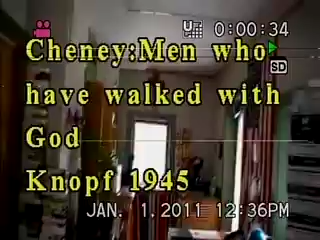 0:00:34
Cheney:Men who
SD
have walked with
God
Knopf 1945
JAN. 1.2011 12:36PM